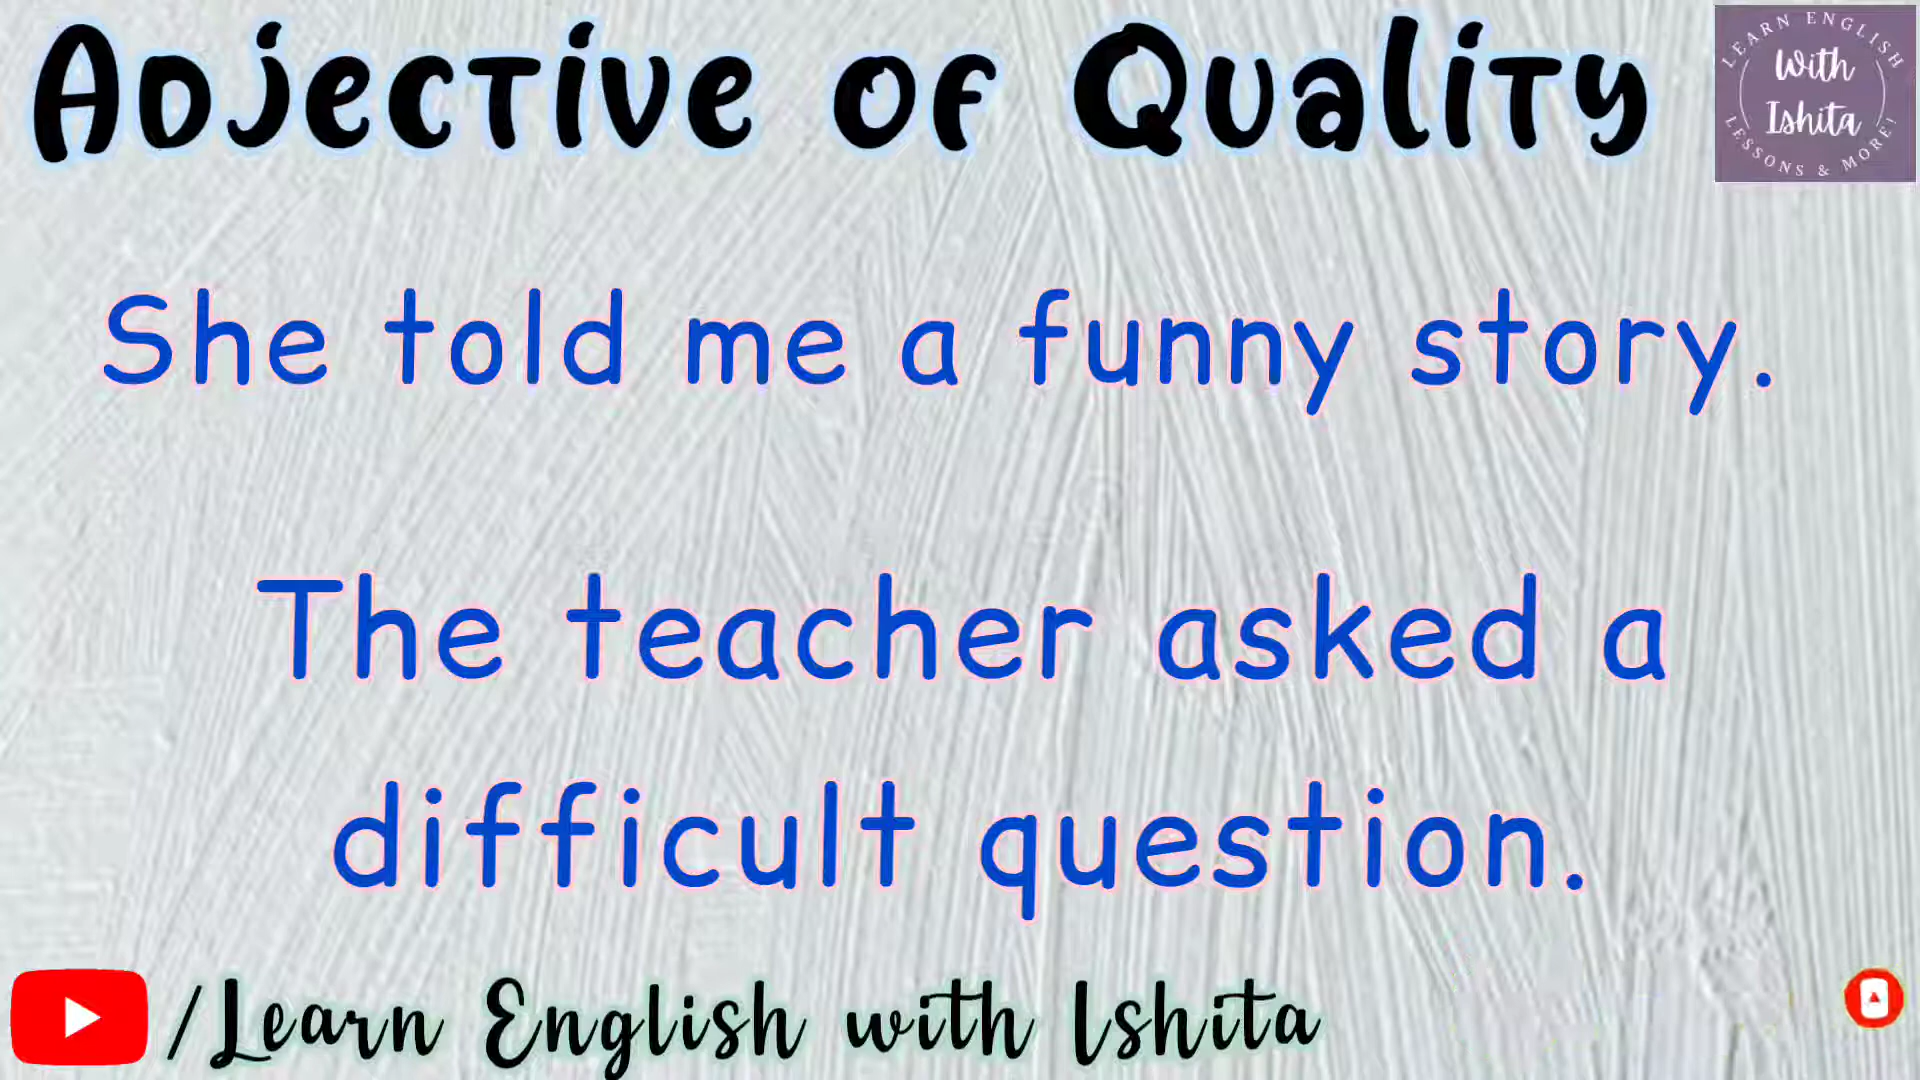 Adjective of Quality
LEARN ENGLISH
With
Ishita
LESSONS & MORE!
She told me a funny story.
The teacher asked a
difficult question.
/Learn English with Ishita